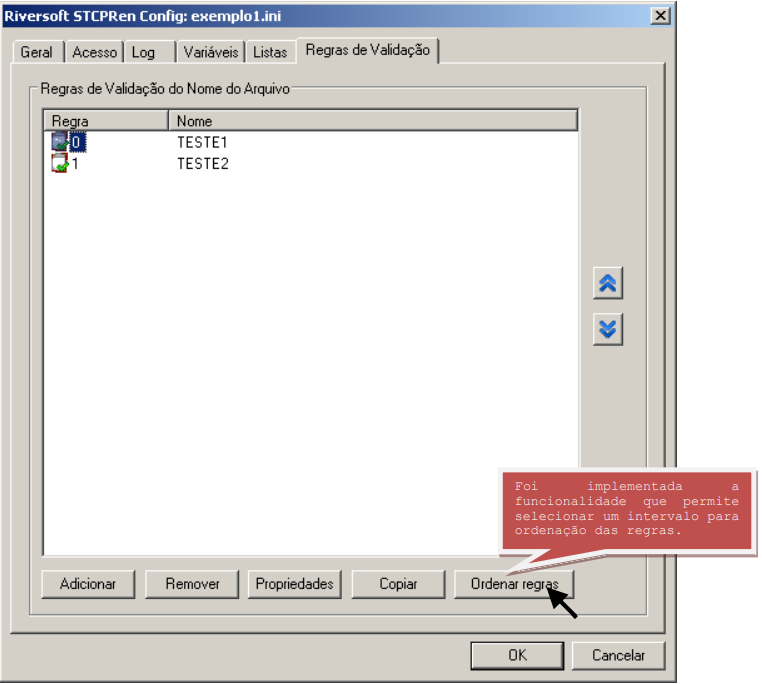 Riversoft STCPRen Config: exemplo1.ini
Geral Acesso Log Variáveis Listas Regras de Validação
Regras de Validação do Nome do Arquivo
Regra Nome
0 TESTE1
1 TESTE2
Foi implementada a
funcionalidade que permite
selecionar um intervalo para
ordenação das regras.
Adicionar Remover Propriedades Copiar Ordenar regras
OK Cancelar